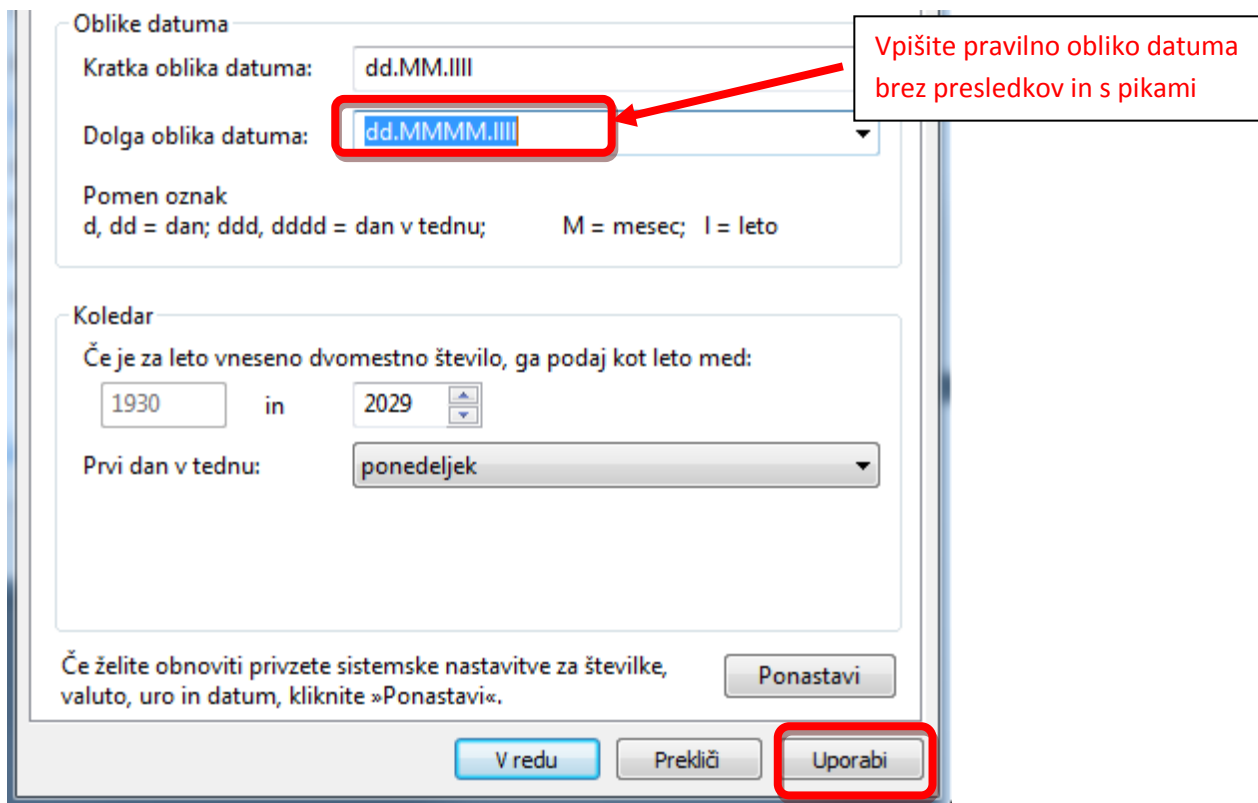 Oblike datuma
Kratka oblika datuma: dd.MM.llll
Vpišite pravilno obliko datuma
brez presledkov in s pikami
Dolga oblika datuma: dd.MMMM.llll
Pomen oznak
d, dd = dan; ddd, dddd = dan v tednu; M = mesec; l = leto
Koledar
Če je za leto vneseno dvomestno število, ga podaj kot leto med:
1930 in 2029
Prvi dan v tednu: ponedeljek
Če želite obnoviti privzete sistemske nastavitve za številke,
valuto, uro in datum, kliknite »Ponastavi«.
Ponastavi
V redu Prekliči Uporabi